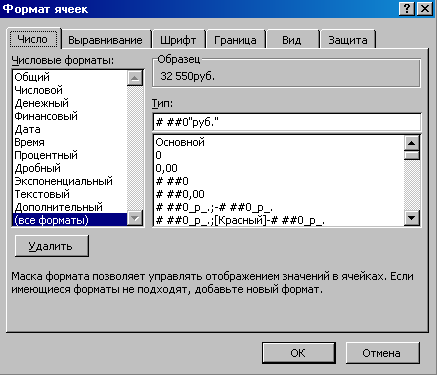 Формат ячеек
Число Выравнивание Шрифт Граница Вид Защита
Числовые форматы:
Общий
Числовой
Денежный
Финансовый
Дата
Время
Процентный
Дробный
Экспоненциальный
Текстовый
Дополнительный
(все форматы)
Образец
32 550руб.
Тип:
# ##0"руб."
Основной
0
0,00
# ##0
# ##0,00
# ##0_р_.;-# ##0_р_.
# ##0_р_.;[Красный]-# ##0_р_.
Удалить
Маска формата позволяет управлять отображением значений в ячейках. Если
имеющиеся форматы не подходят, добавьте новый формат.
ОК Отмена